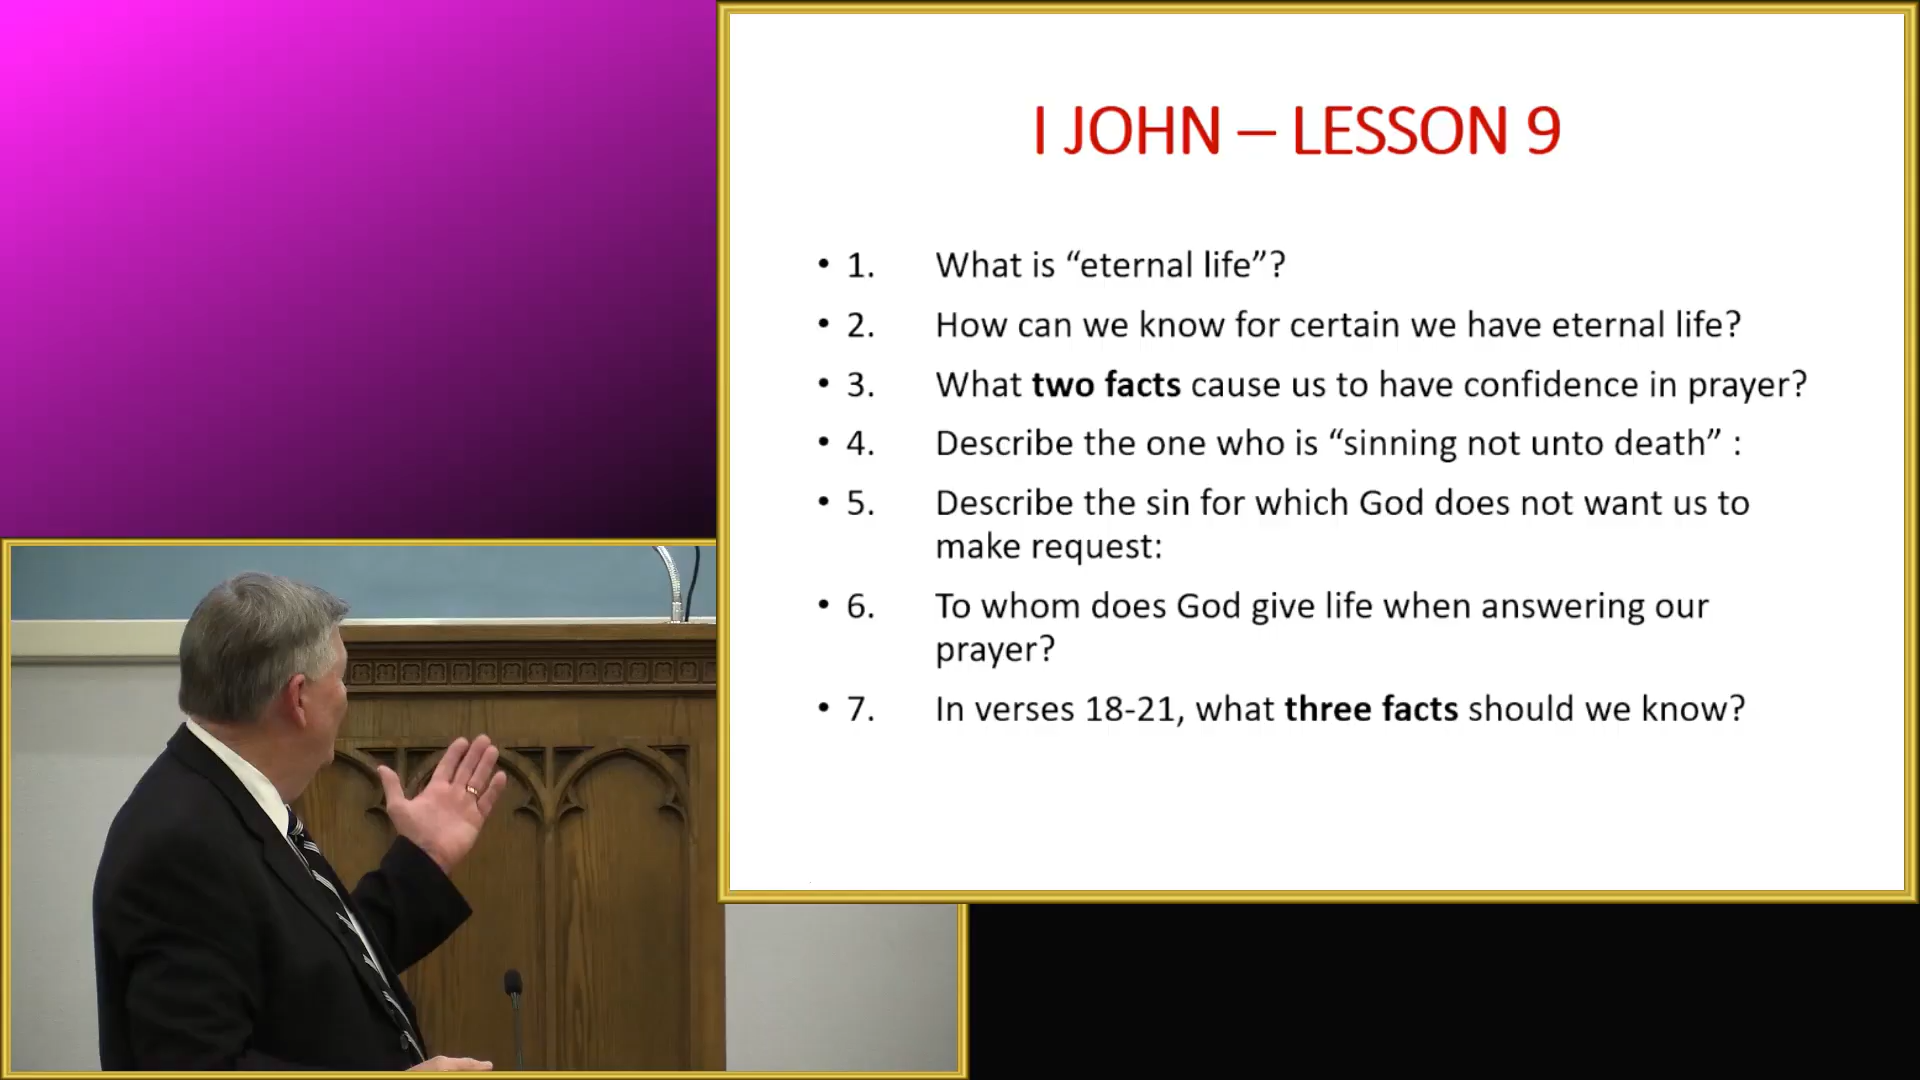 I JOHN – LESSON 9
• 1. What is “eternal life”?
• 2. How can we know for certain we have eternal life?
• 3. What two facts cause us to have confidence in prayer?
• 4. Describe the one who is “sinning not unto death” :
• 5. Describe the sin for which God does not want us to
make request:
• 6. To whom does God give life when answering our
prayer?
• 7. In verses 18-21, what three facts should we know?